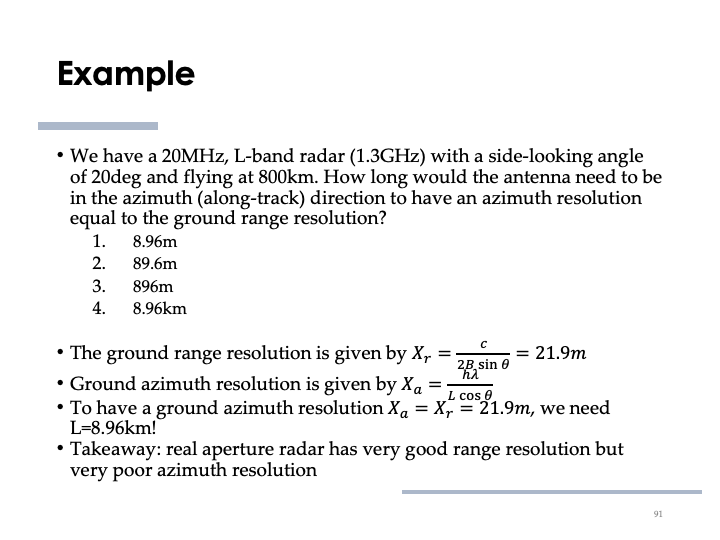 Example
• We have a 20MHz, L-band radar (1.3GHz) with a side-looking angle
of 20deg and flying at 800km. How long would the antenna need to be
in the azimuth (along-track) direction to have an azimuth resolution
equal to the ground range resolution?
1. 8.96m
2. 89.6m
3. 896m
4. 8.96km
• The ground range resolution is given by X_r = c / (2B sin θ) = 21.9m
• Ground azimuth resolution is given by X_a = hλ / (L cos θ)
• To have a ground azimuth resolution X_a = X_r = 21.9m, we need
L=8.96km!
• Takeaway: real aperture radar has very good range resolution but
very poor azimuth resolution
91